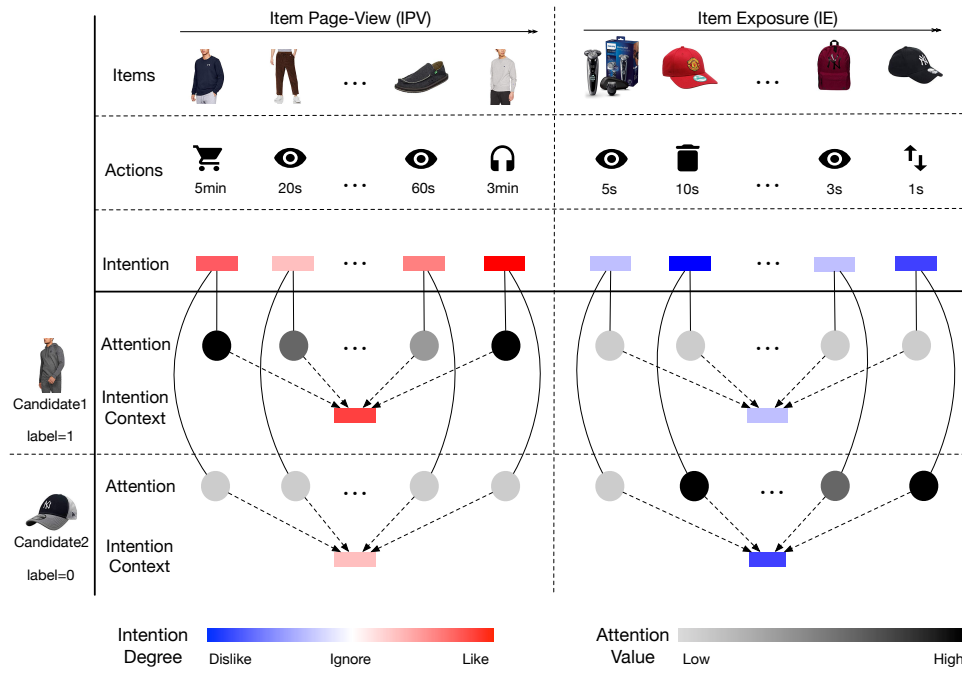 Item Page-View (IPV)
Item Exposure (IE)
Items
...
...
Actions
5min
20s
...
60s
3min
5s
10s
...
3s
1s
Intention
...
...
Attention
...
...
Candidate1
label=1
Intention
Context
Attention
...
...
Candidate2
label=0
Intention
Context
Intention
Degree
Dislike
Ignore
Like
Attention
Value
Low
High